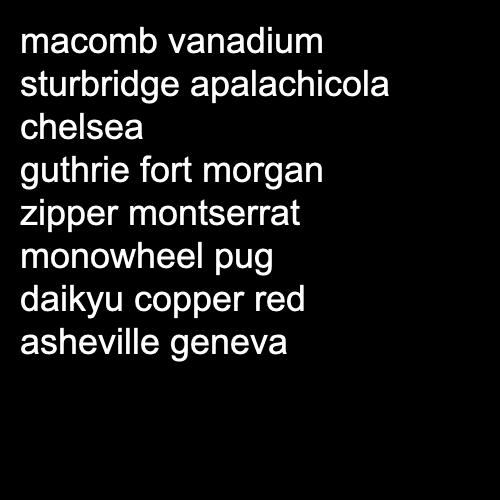 macomb vanadium
sturbridge apalachicola
chelsea
guthrie fort morgan
zipper montserrat
monowheel pug
daikyu copper red
asheville geneva